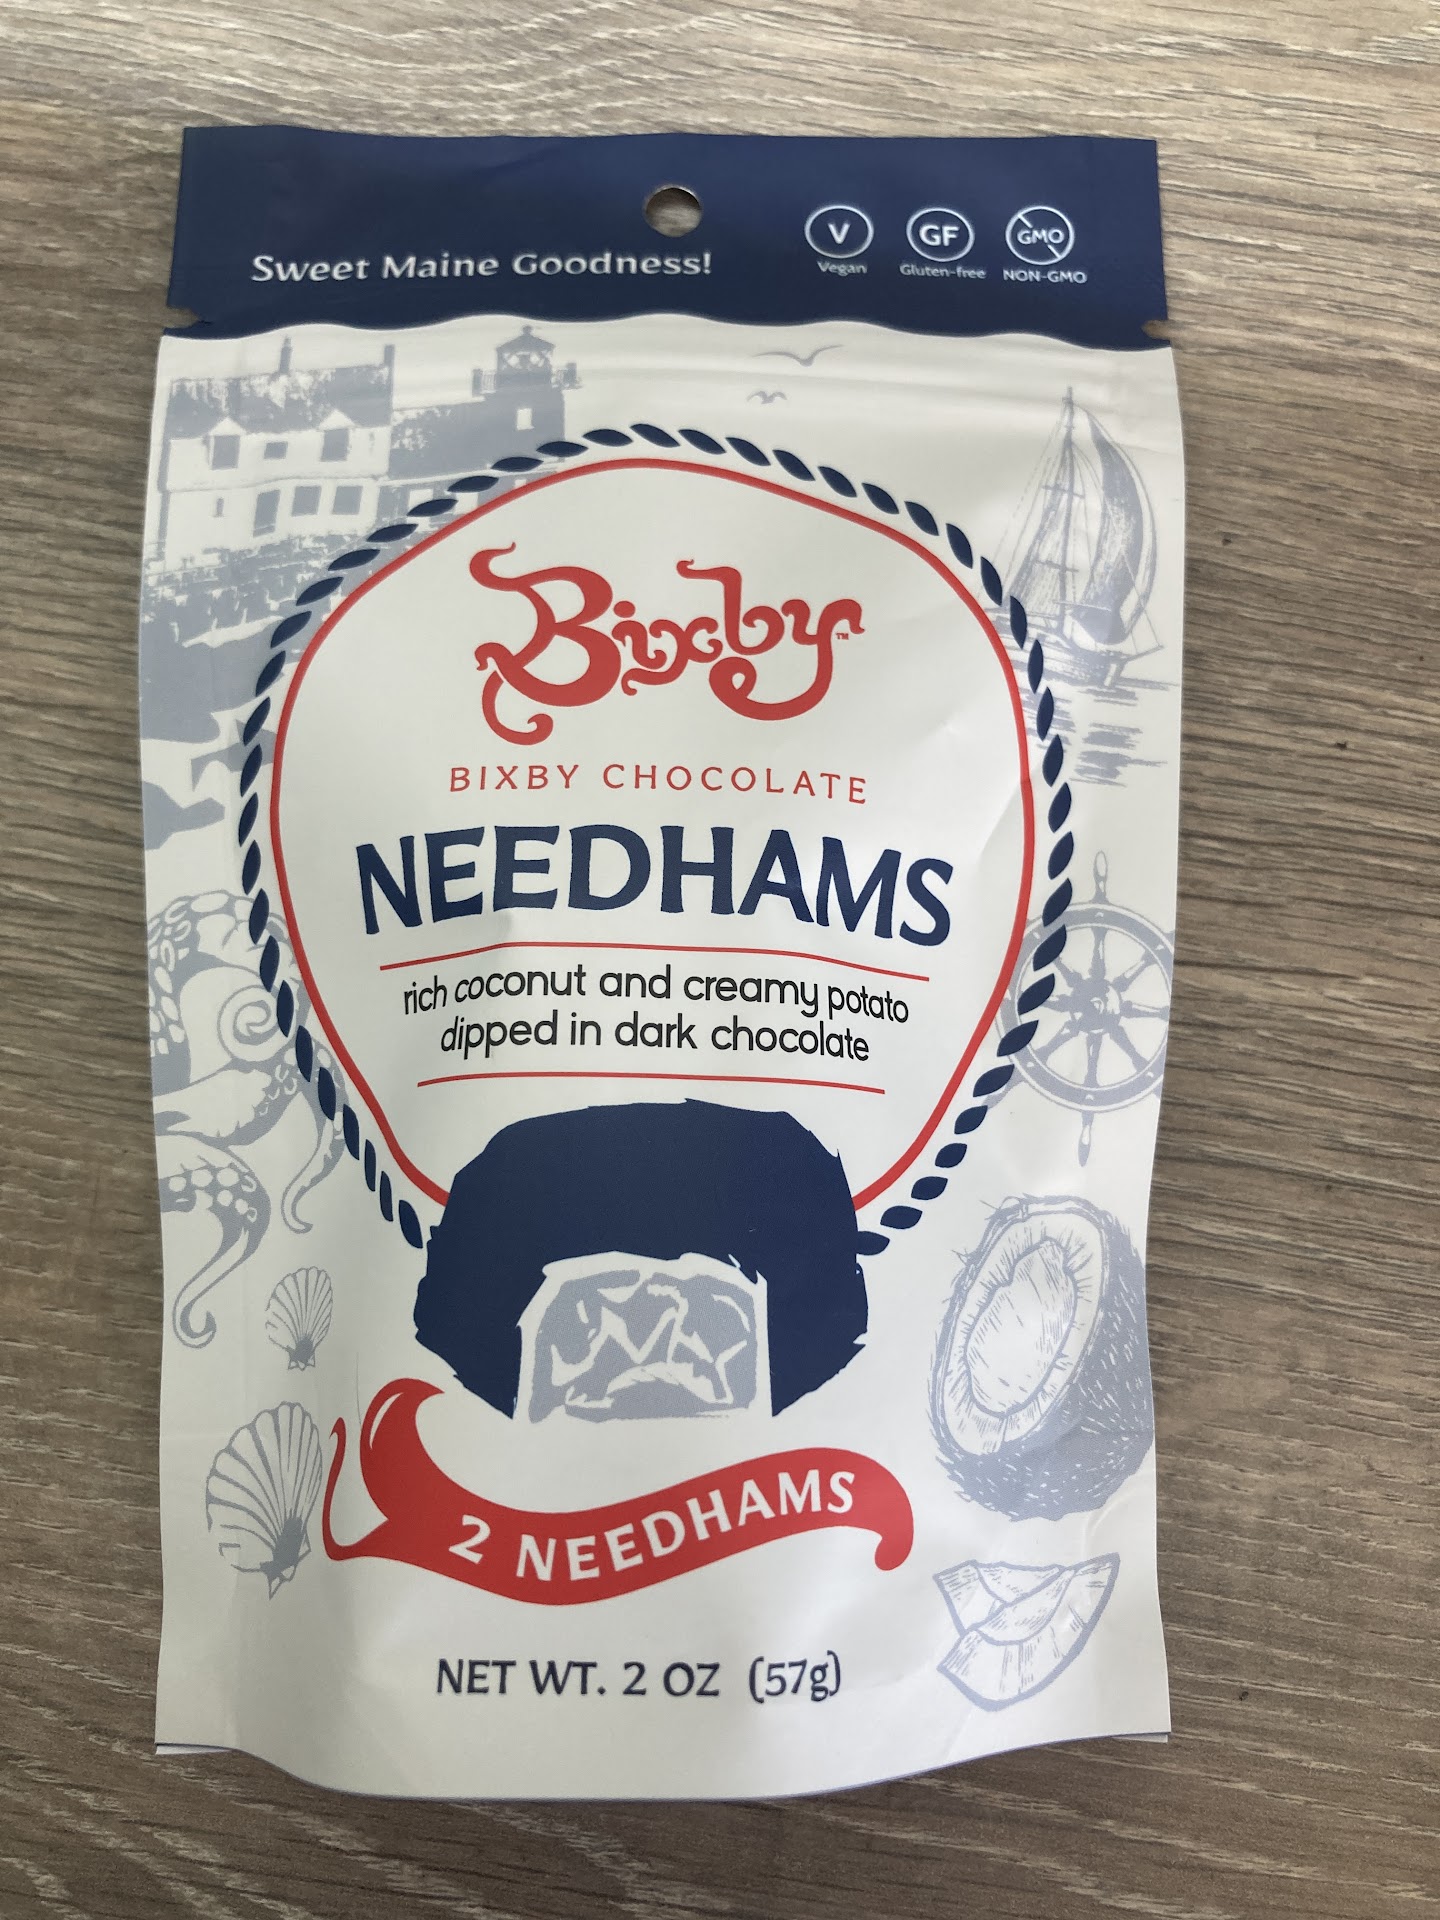 Sweet Maine Goodness!
V
GF
GMO
Vegan
Gluten-free
NON-GMO
Bixby™
BIXBY CHOCOLATE
NEEDHAMS
rich coconut and creamy potato
dipped in dark chocolate
2 NEEDHAMS
NET WT. 2 OZ (57g)